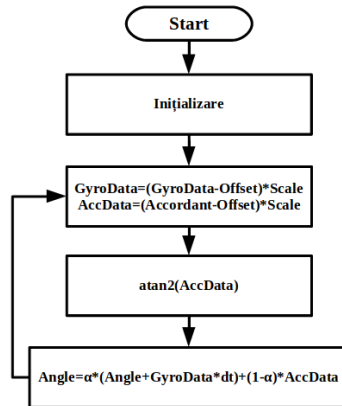 Start
Inițializare
GyroData=(GyroData-Offset)*Scale
AccData=(Accordant-Offset)*Scale
atan2(AccData)
Angle=α*(Angle+GyroData*dt)+(1-α)*AccData